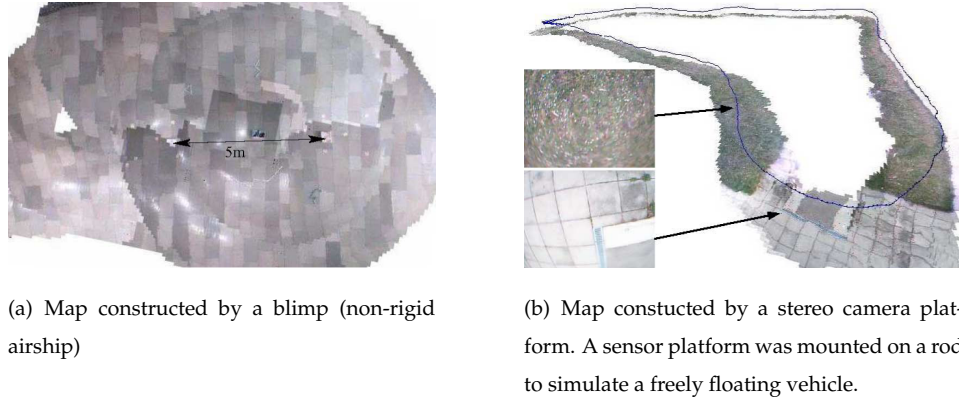 5m
(a) Map constructed by a blimp (non-rigid
airship)
(b) Map constucted by a stereo camera plat-
form. A sensor platform was mounted on a rod
to simulate a freely floating vehicle.